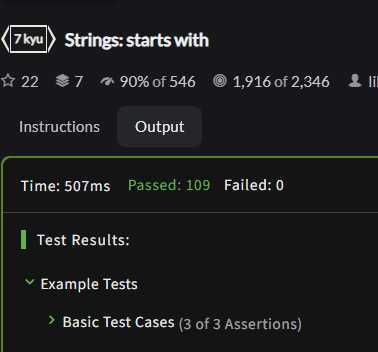 7 kyu Strings: starts with
22 7 90% of 546 1,916 of 2,346
Instructions Output
Time: 507ms Passed: 109 Failed: 0
Test Results:
Example Tests
Basic Test Cases (3 of 3 Assertions)